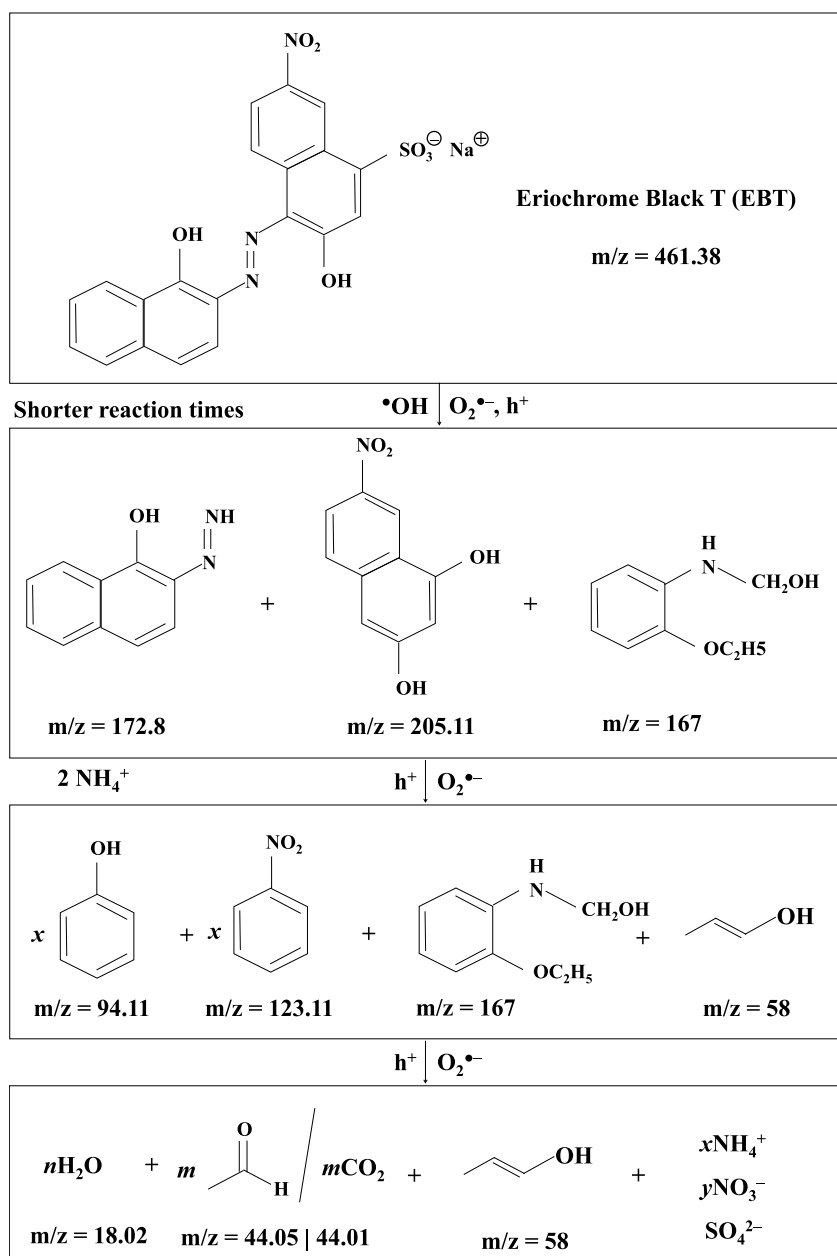 NO₂
SO₃⊖ Na⊕
Eriochrome Black T (EBT)
OH
N
N
OH
m/z = 461.38
Shorter reaction times
•OH
O₂•−, h⁺
NO₂
OH
NH
N
OH
OH
H
N
CH₂OH
OC₂H5
+
+
m/z = 172.8
m/z = 205.11
m/z = 167
2 NH₄⁺
h⁺
O₂•−
OH
x
+
NO₂
x
+
H
N
CH₂OH
OC₂H₅
+
OH
m/z = 94.11
m/z = 123.11
m/z = 167
m/z = 58
h⁺
O₂•−
nH₂O
+
m
O
H
mCO₂
+
OH
+
xNH₄⁺
yNO₃⁻
SO₄²⁻
m/z = 18.02
m/z = 44.05 | 44.01
m/z = 58